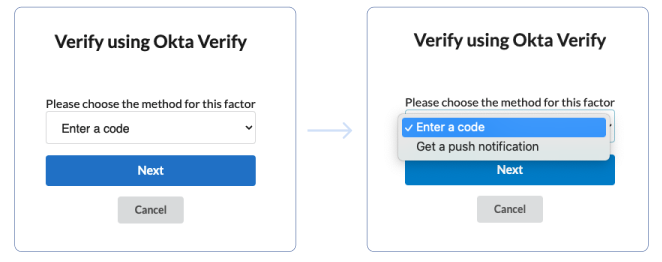 Verify using Okta Verify
Please choose the method for this factor
Enter a code
Next
Cancel
Verify using Okta Verify
Please choose the method for this factor
✓ Enter a code
Get a push notification
Next
Cancel